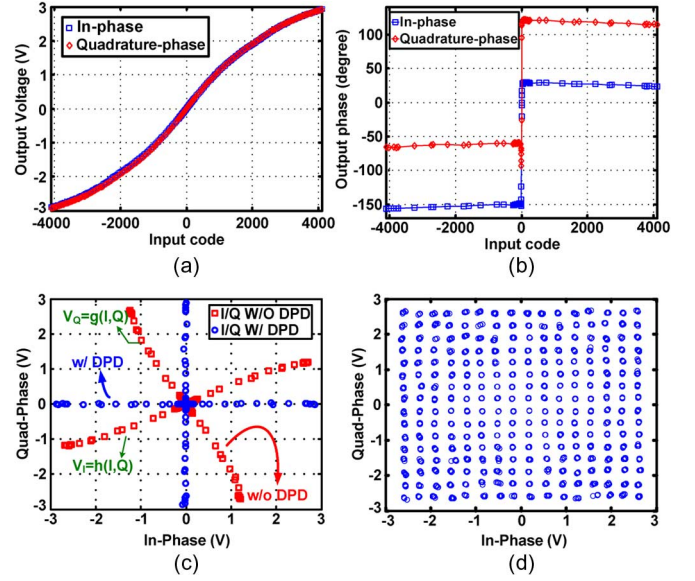 In-phase
Quadrature-phase
Output Voltage (V)
3
2
1
0
-1
-2
-3
-4000 -2000 0 2000 4000
Input code
(a)
In-phase
Quadrature-phase
Output phase (degree)
100
50
0
-50
-100
-150
-4000 -2000 0 2000 4000
Input code
(b)
I/Q W/O DPD
I/Q W/ DPD
V_Q=g(I,Q)
w/ DPD
V_I=h(I,Q)
w/o DPD
Quad-Phase (V)
3
2
1
0
-1
-2
-3
-3 -2 -1 0 1 2 3
In-Phase (V)
(c)
Quad-Phase (V)
3
2
1
0
-1
-2
-3
-3 -2 -1 0 1 2 3
In-Phase (V)
(d)